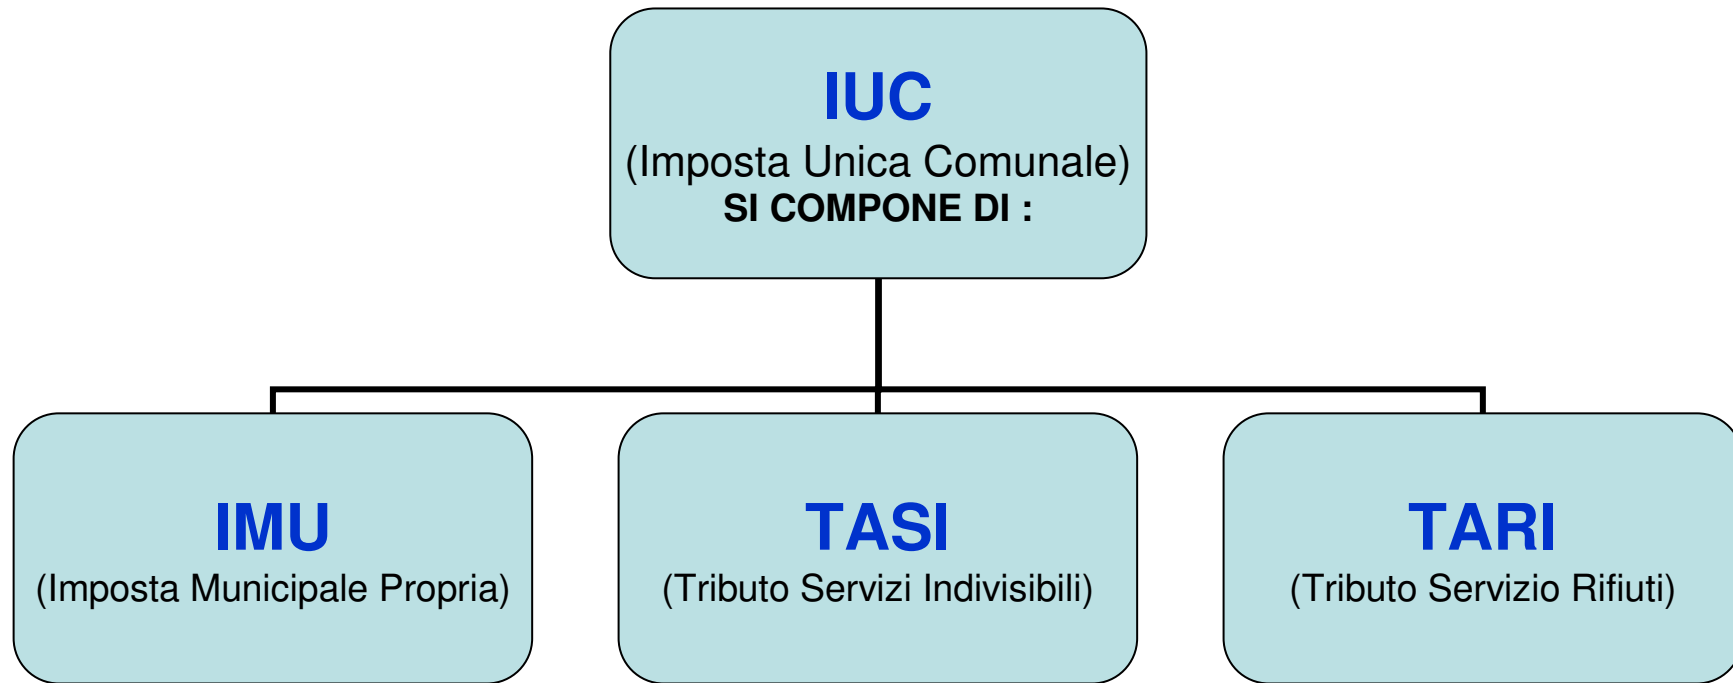 IUC
(Imposta Unica Comunale)
SI COMPONE DI :
IMU
(Imposta Municipale Propria)
TASI
(Tributo Servizi Indivisibili)
TARI
(Tributo Servizio Rifiuti)